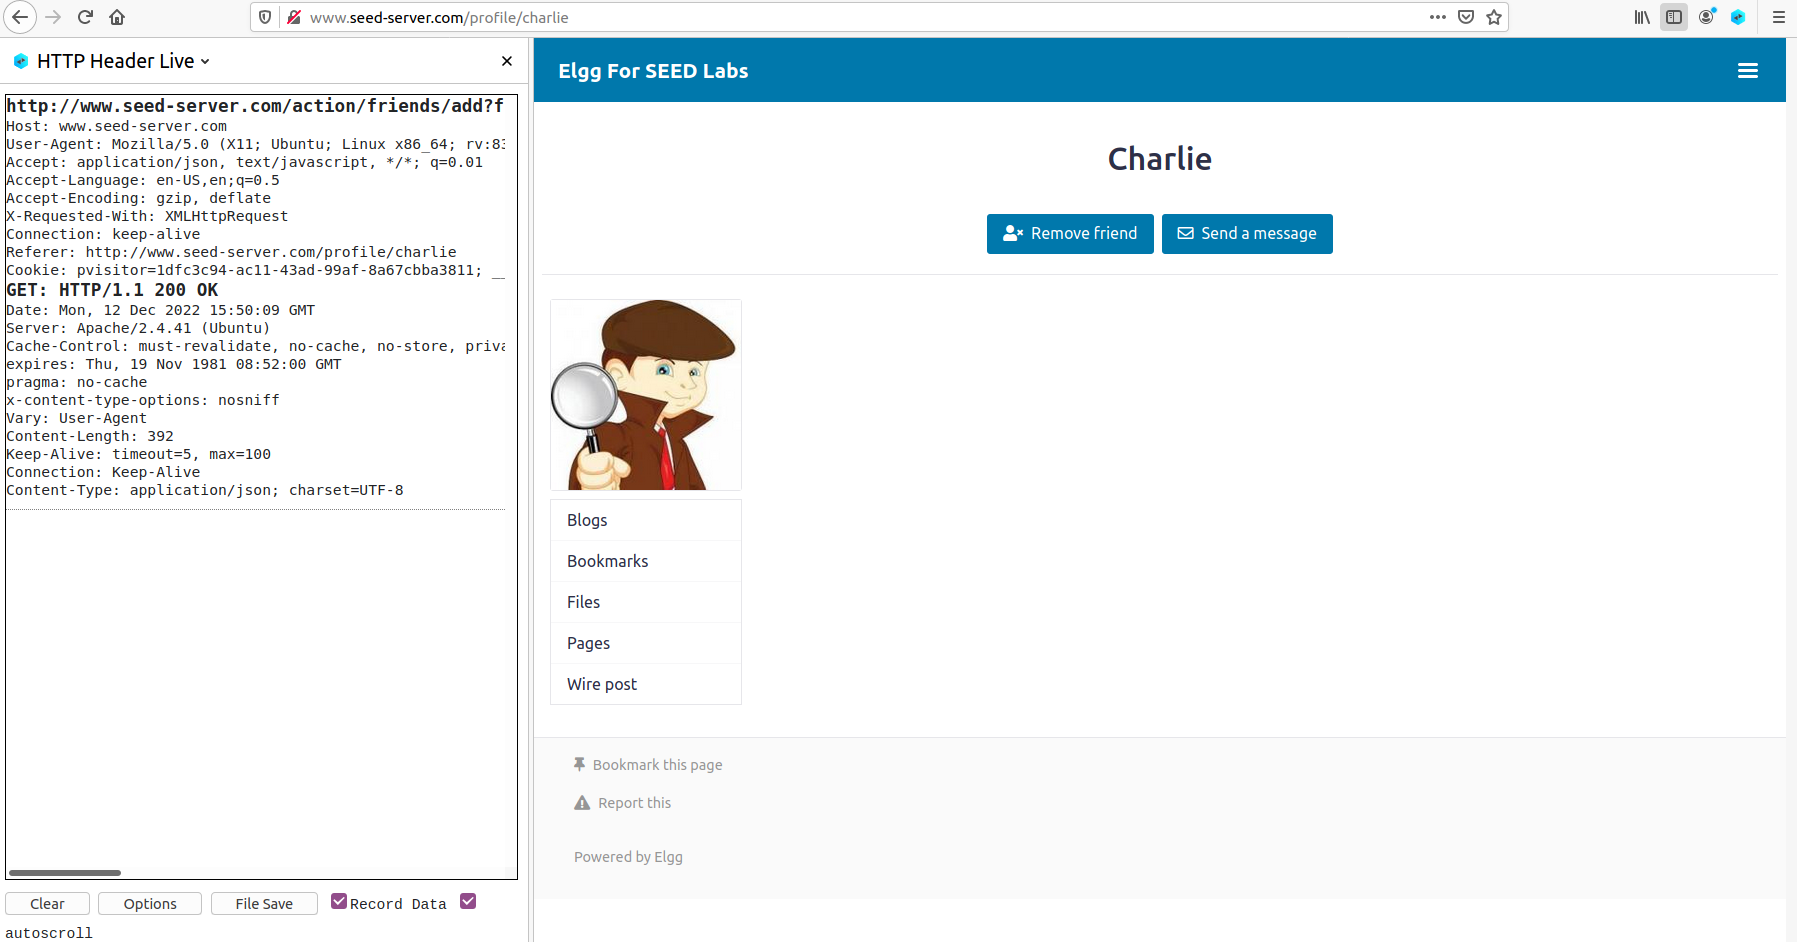 www.seed-server.com/profile/charlie
HTTP Header Live
http://www.seed-server.com/action/friends/add?f
Host: www.seed-server.com
User-Agent: Mozilla/5.0 (X11; Ubuntu; Linux x86_64; rv:83
Accept: application/json, text/javascript, */*; q=0.01
Accept-Language: en-US,en;q=0.5
Accept-Encoding: gzip, deflate
X-Requested-With: XMLHttpRequest
Connection: keep-alive
Referer: http://www.seed-server.com/profile/charlie
Cookie: pvisitor=1dfc3c94-ac11-43ad-99af-8a67cbba3811; __
GET: HTTP/1.1 200 OK
Date: Mon, 12 Dec 2022 15:50:09 GMT
Server: Apache/2.4.41 (Ubuntu)
Cache-Control: must-revalidate, no-cache, no-store, priva
expires: Thu, 19 Nov 1981 08:52:00 GMT
pragma: no-cache
x-content-type-options: nosniff
Vary: User-Agent
Content-Length: 392
Keep-Alive: timeout=5, max=100
Connection: Keep-Alive
Content-Type: application/json; charset=UTF-8
Clear Options File Save Record Data
autoscroll
Elgg For SEED Labs
Charlie
Remove friend Send a message
Blogs
Bookmarks
Files
Pages
Wire post
Bookmark this page
Report this
Powered by Elgg